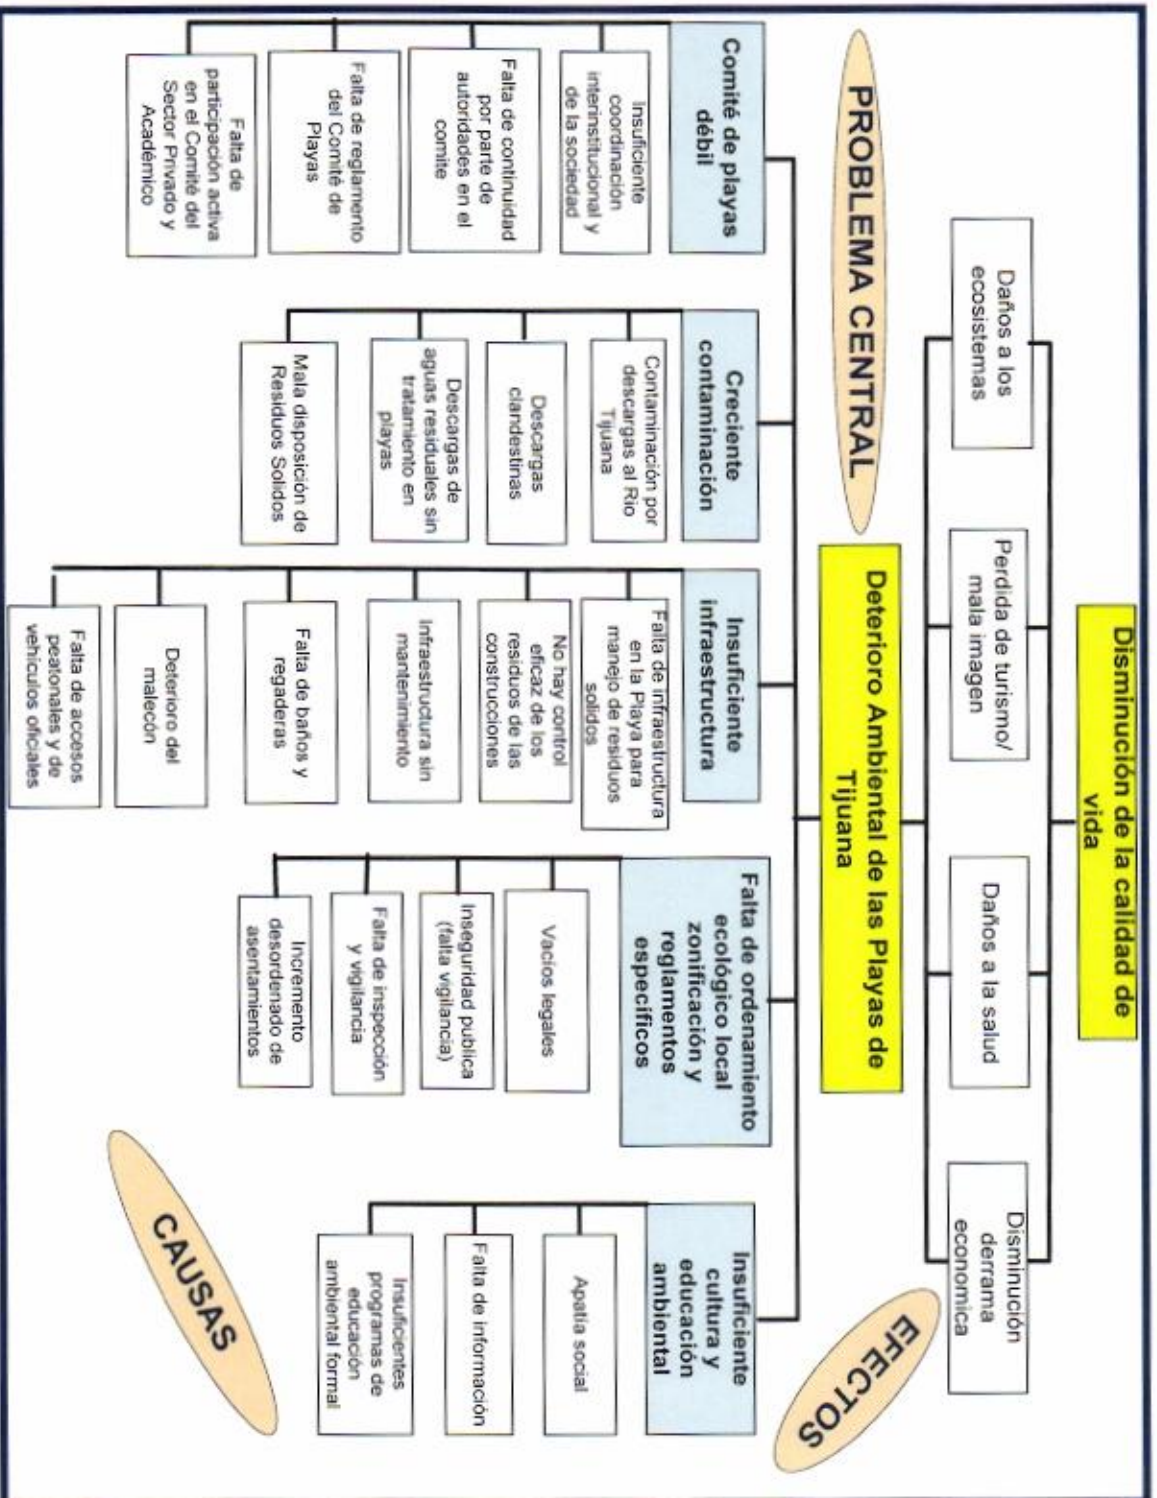 Disminución de la calidad de
vida
Daños a los
ecosistemas
Perdida de turismo/
mala imagen
Daños a la salud
Disminución
derrama
economica
EFECTOS
PROBLEMA CENTRAL
Deterioro Ambiental de las Playas de
Tijuana
Comité de playas
débil
Insuficiente
coordinación
interinstitucional y
de la sociedad
Falta de continuidad
por parte de
autoridades en el
comite
Falta de reglamento
del Comité de
Playas
Falta de
participación activa
en el Comité del
Sector Privado y
Académico
Creciente
contaminación
Contaminación por
descargas al Rio
Tijuana
Descargas
clandestinas
Descargas de
aguas residuales sin
tratamiento en
playas
Mala disposición de
Residuos Solidos
Insuficiente
infraestructura
Falta de infraestructura
en la Playa para
manejo de residuos
solidos
No hay control
eficaz de los
residuos de las
construcciones
Infraestructura sin
mantenimiento
Falta de baños y
regaderas
Deterioro del
malecón
Falta de accesos
peatonales y de
vehiculos oficiales
Falta de ordenamiento
ecológico local
zonificación y
reglamentos
especificos
Vacios legales
Inseguridad publica
(falta vigilancia)
Falta de inspección
y vigilancia
Incremento
desordenado de
asentamientos
Insuficiente
cultura y
educación
ambiental
Apatia social
Falta de información
Insuficientes
programas de
educación
ambiental formal
CAUSAS